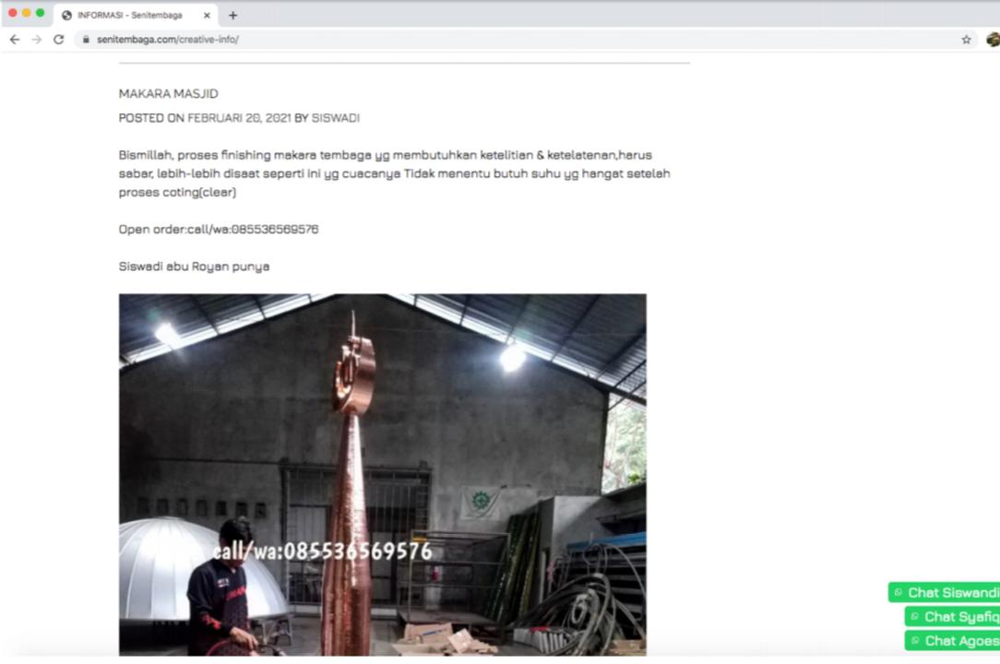 INFORMASI - Senitembaga
senitembaga.com/creative-info/
MAKARA MASJID
POSTED ON FEBRUARI 20, 2021 BY SISWADI
Bismillah, proses finishing makara tembaga yg membutuhkan ketelitian & ketelatenan,harus
sabar, lebih-lebih disaat seperti ini yg cuacanya Tidak menentu butuh suhu yg hangat setelah
proses coting(clear)
Open order:call/wa:085536569576
Siswadi abu Royan punya
call/wa:085536569576
Chat Siswandi
Chat Syafiq
Chat Agoes